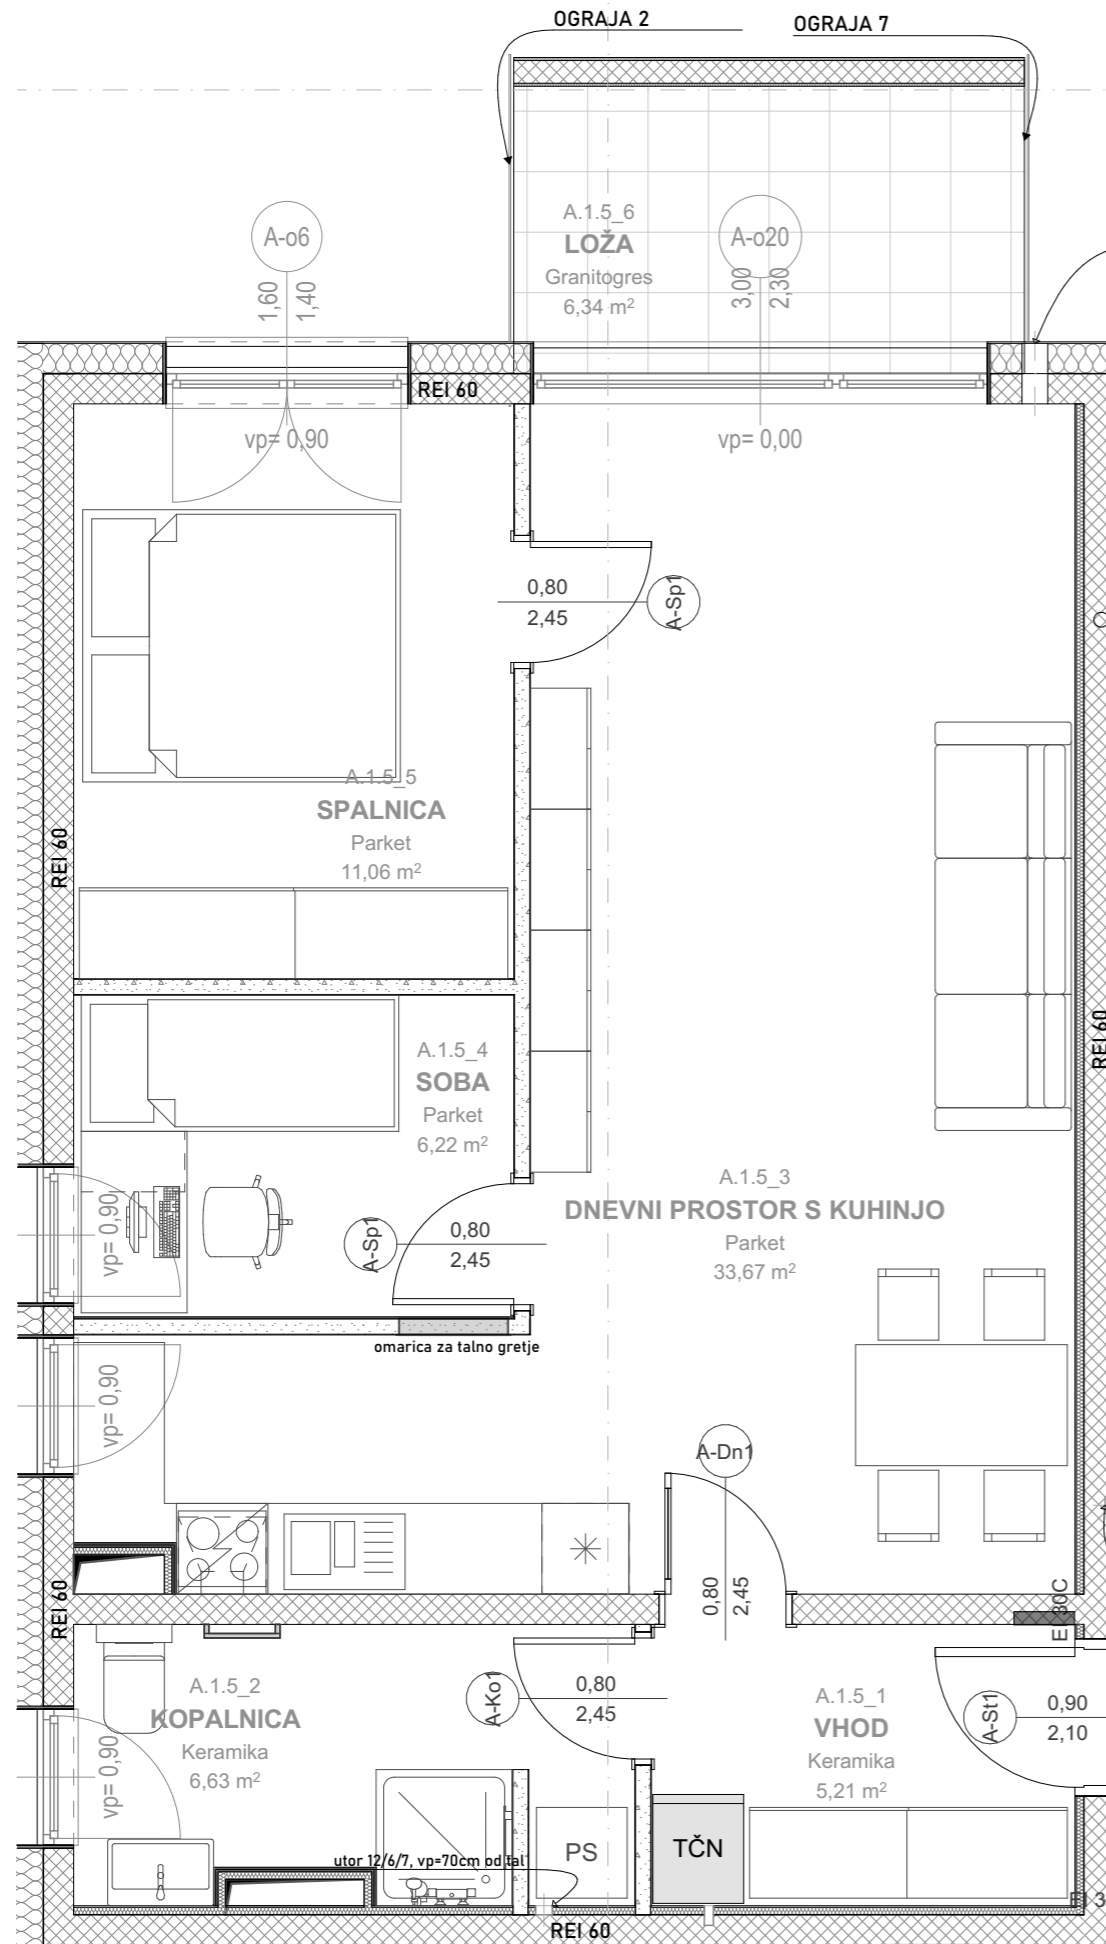 OGRAJA 2
OGRAJA 7
A.1.5_6
LOŽA
Granitogres
6,34 m²
A-o6
1,60
1,40
A-o20
3,00
2,30
REI 60
vp= 0,90
vp= 0,00
0,80
2,45
A-Sp1
A.1.5_5
SPALNICA
Parket
11,06 m²
REI 60
A.1.5_4
SOBA
Parket
6,22 m²
REI 60
vp= 0,90
A-Sp1
0,80
2,45
A.1.5_3
DNEVNI PROSTOR S KUHINJO
Parket
33,67 m²
omarica za talno gretje
vp= 0,90
A-Dn1
0,80
2,45
REI 60
A.1.5_2
KOPALNICA
Keramika
6,63 m²
vp= 0,90
A-Ko1
0,80
2,45
A.1.5_1
VHOD
Keramika
5,21 m²
A-St1
0,90
2,10
utor 12/6/7, vp=70cm od tal
PS
TČN
REI 60